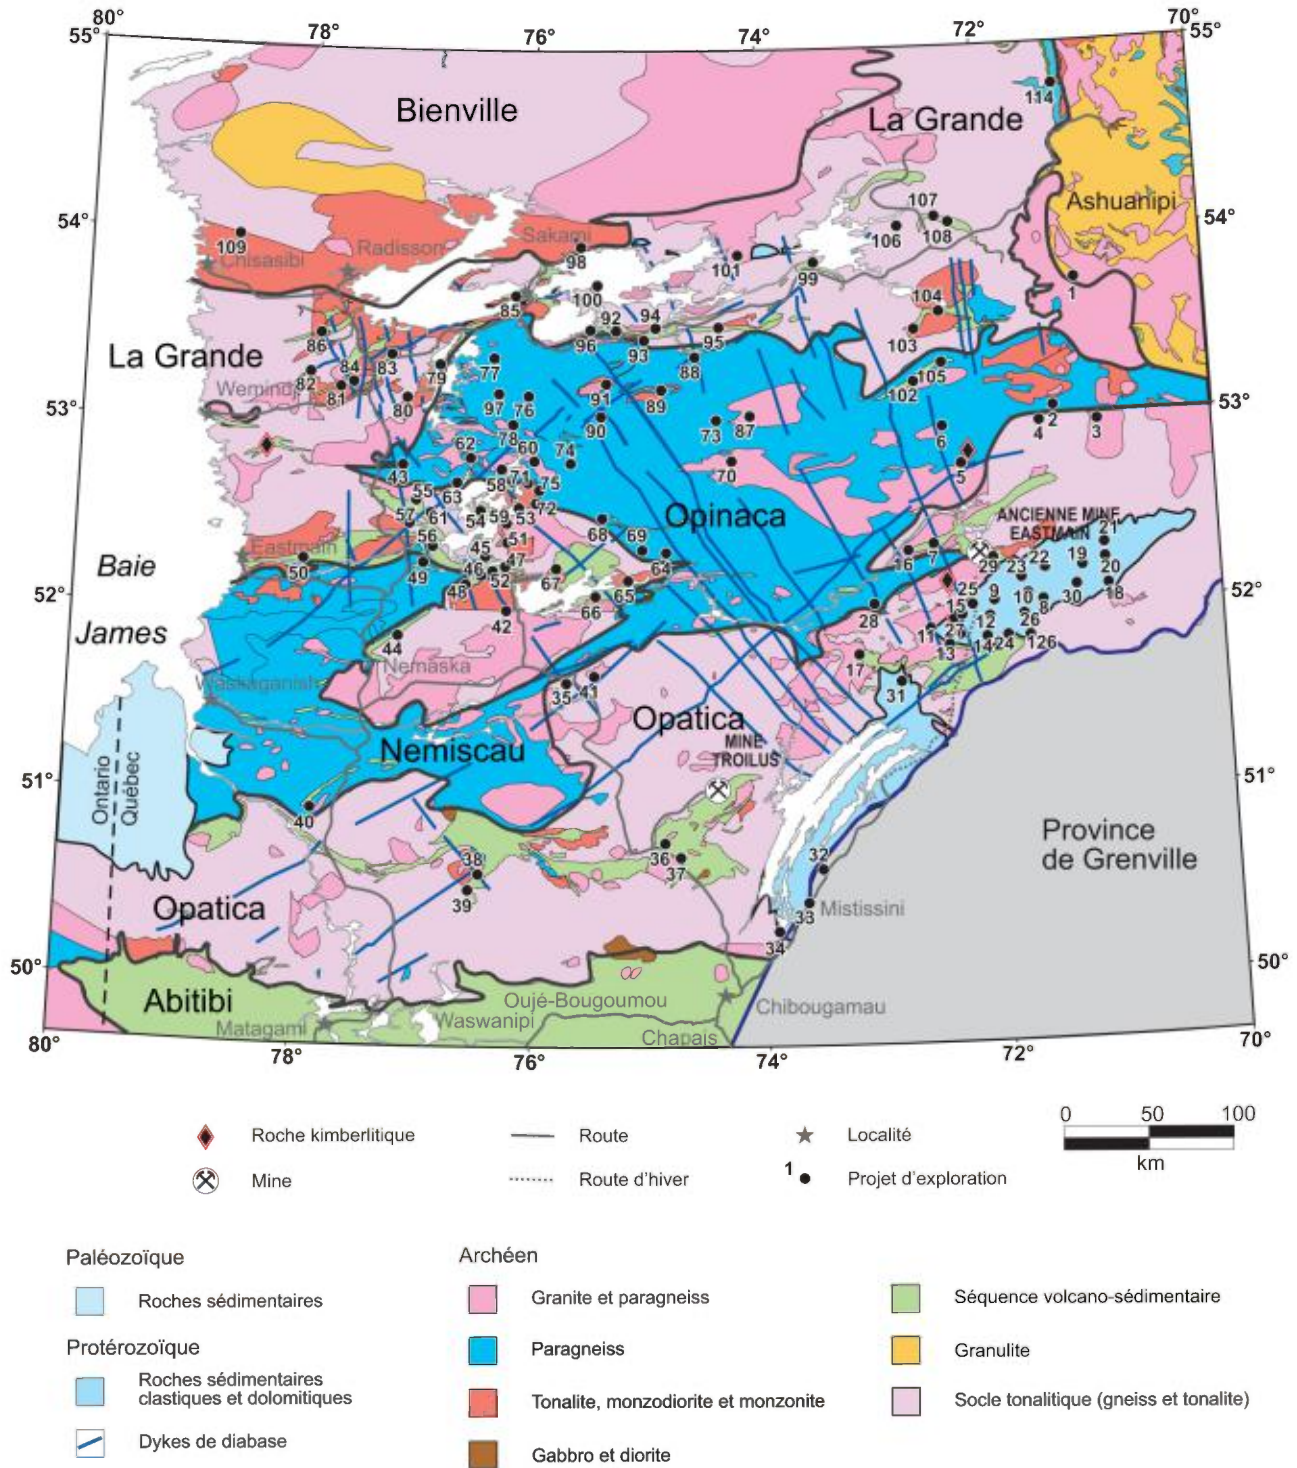 80°
78°
76°
74°
72°
70°
55°
55°
Bienville
La Grande
114
Ashuanipi
107
108
106
54°
54°
109
Chisasibi
Radisson
Sakami
98
101
99
100
104
1
85
92
94
96
93
95
103
La Grande
86
84
83
82
81
80
79
77
88
105
102
Wemindji
97
76
91
89
53°
53°
90
73
87
2
4
3
78
60
62
74
6
43
63
58
71
75
70
5
55
57
61
54
59
53
72
Opinaca
ANCIENNE MINE
EASTMAIN
21
68
69
56
51
45
47
16
7
29
23
22
19
20
Eastmain
50
49
46
48
52
67
64
65
66
Baie
James
52°
52°
42
44
28
25
9
10
8
30
18
15
12
26
11
27
13
14
24
126
Nemaska
17
Waskaganish
35
41
31
Opatica
Nemiscau
MINE
TROILUS
51°
51°
Ontario
Québec
40
Province
de Grenville
38
39
36
37
32
33
34
Mistissini
Opatica
50°
50°
Abitibi
Oujé-Bougoumou
Matagami
Waswanipi
Chapais
Chibougamau
80°
78°
76°
74°
72°
70°
Roche kimberlitique
Route
Localité
0 50 100
km
Mine
Route d'hiver
1
Projet d'exploration
Paléozoïque
Roches sédimentaires
Protérozoïque
Roches sédimentaires
clastiques et dolomitiques
Dykes de diabase
Archéen
Granite et paragneiss
Paragneiss
Tonalite, monzodiorite et monzonite
Gabbro et diorite
Séquence volcano-sédimentaire
Granulite
Socle tonalitique (gneiss et tonalite)